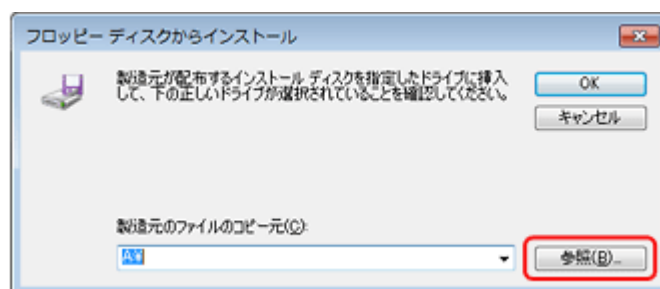 フロッピー ディスクからインストール
製造元が配布するインストール ディスクを指定したドライブに挿入
して、下の正しいドライブが選択されていることを確認してください。
OK
キャンセル
製造元のファイルのコピー元(C):
A:¥
参照(B)...